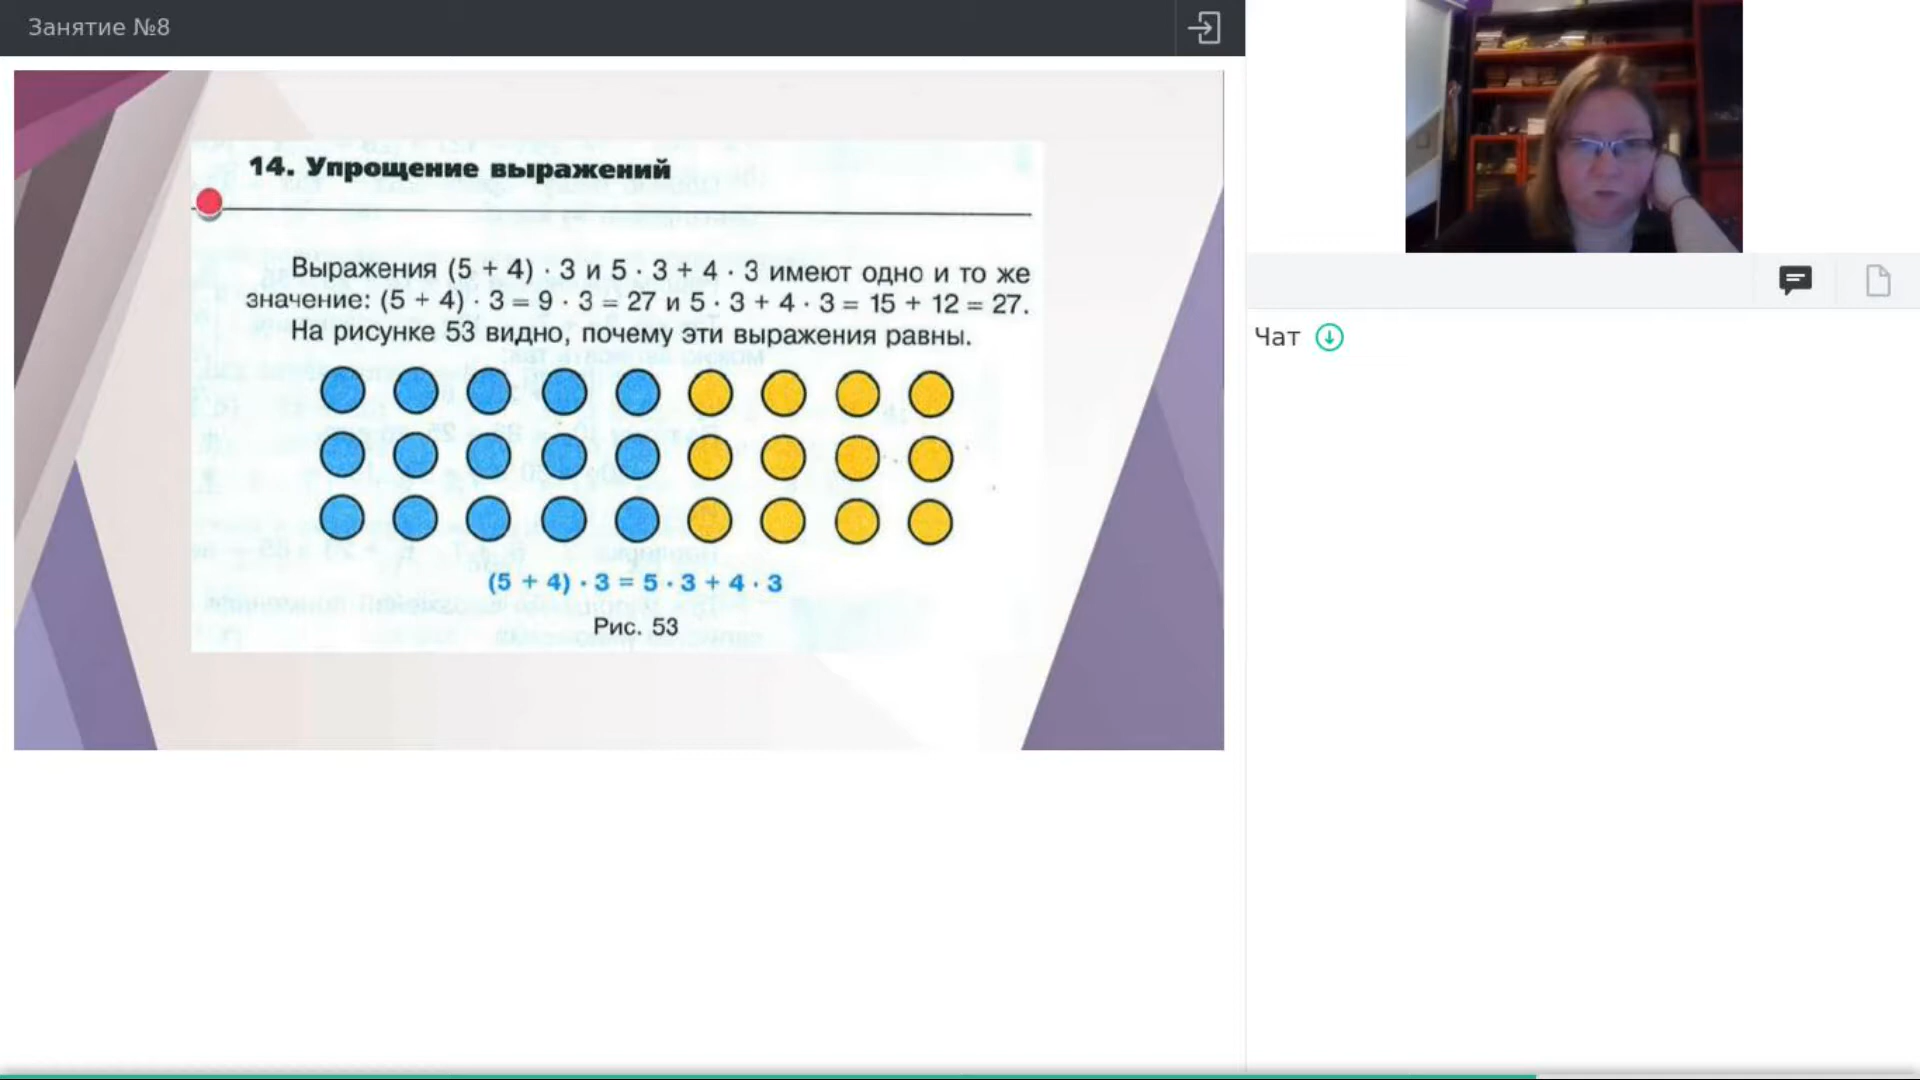 Занятие №8
14. Упрощение выражений
Выражения (5 + 4) · 3 и 5 · 3 + 4 · 3 имеют одно и то же
значение: (5 + 4) · 3 = 9 · 3 = 27 и 5 · 3 + 4 · 3 = 15 + 12 = 27.
На рисунке 53 видно, почему эти выражения равны.
(5 + 4) · 3 = 5 · 3 + 4 · 3
Рис. 53
Чат